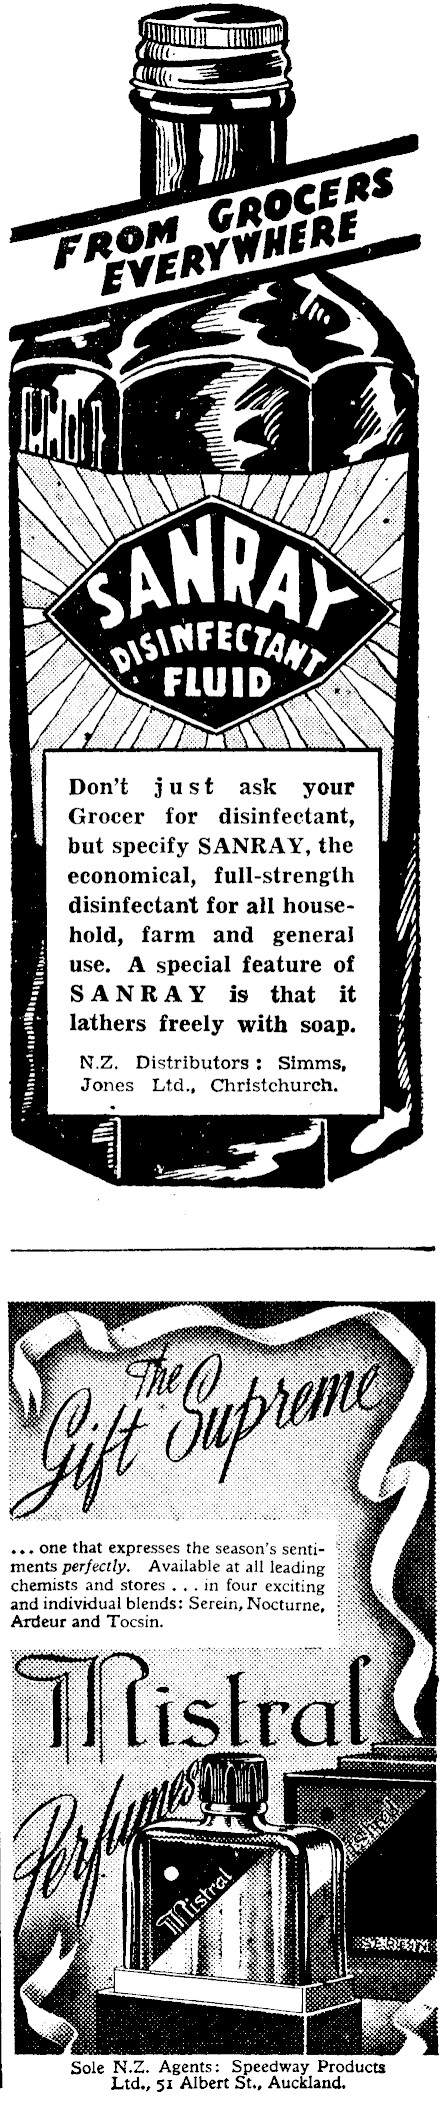 FROM GROCERS
EVERYWHERE
SANRAY
DISINFECTANT
FLUID
Don't just ask your
Grocer for disinfectant,
but specify SANRAY, the
economical, full-strength
disinfectant for all house-
hold, farm and general
use. A special feature of
SANRAY is that it
lathers freely with soap.
N.Z. Distributors: Simms,
Jones Ltd., Christchurch.
The
Gift Supreme
... one that expresses the season's senti-
ments perfectly. Available at all leading
chemists and stores ... in four exciting
and individual blends: Serein, Nocturne,
Ardeur and Tocsin.
Mistral
Perfumes
Mistral
Mistral
SEREIN
Sole N.Z. Agents: Speedway Products
Ltd., 51 Albert St., Auckland.